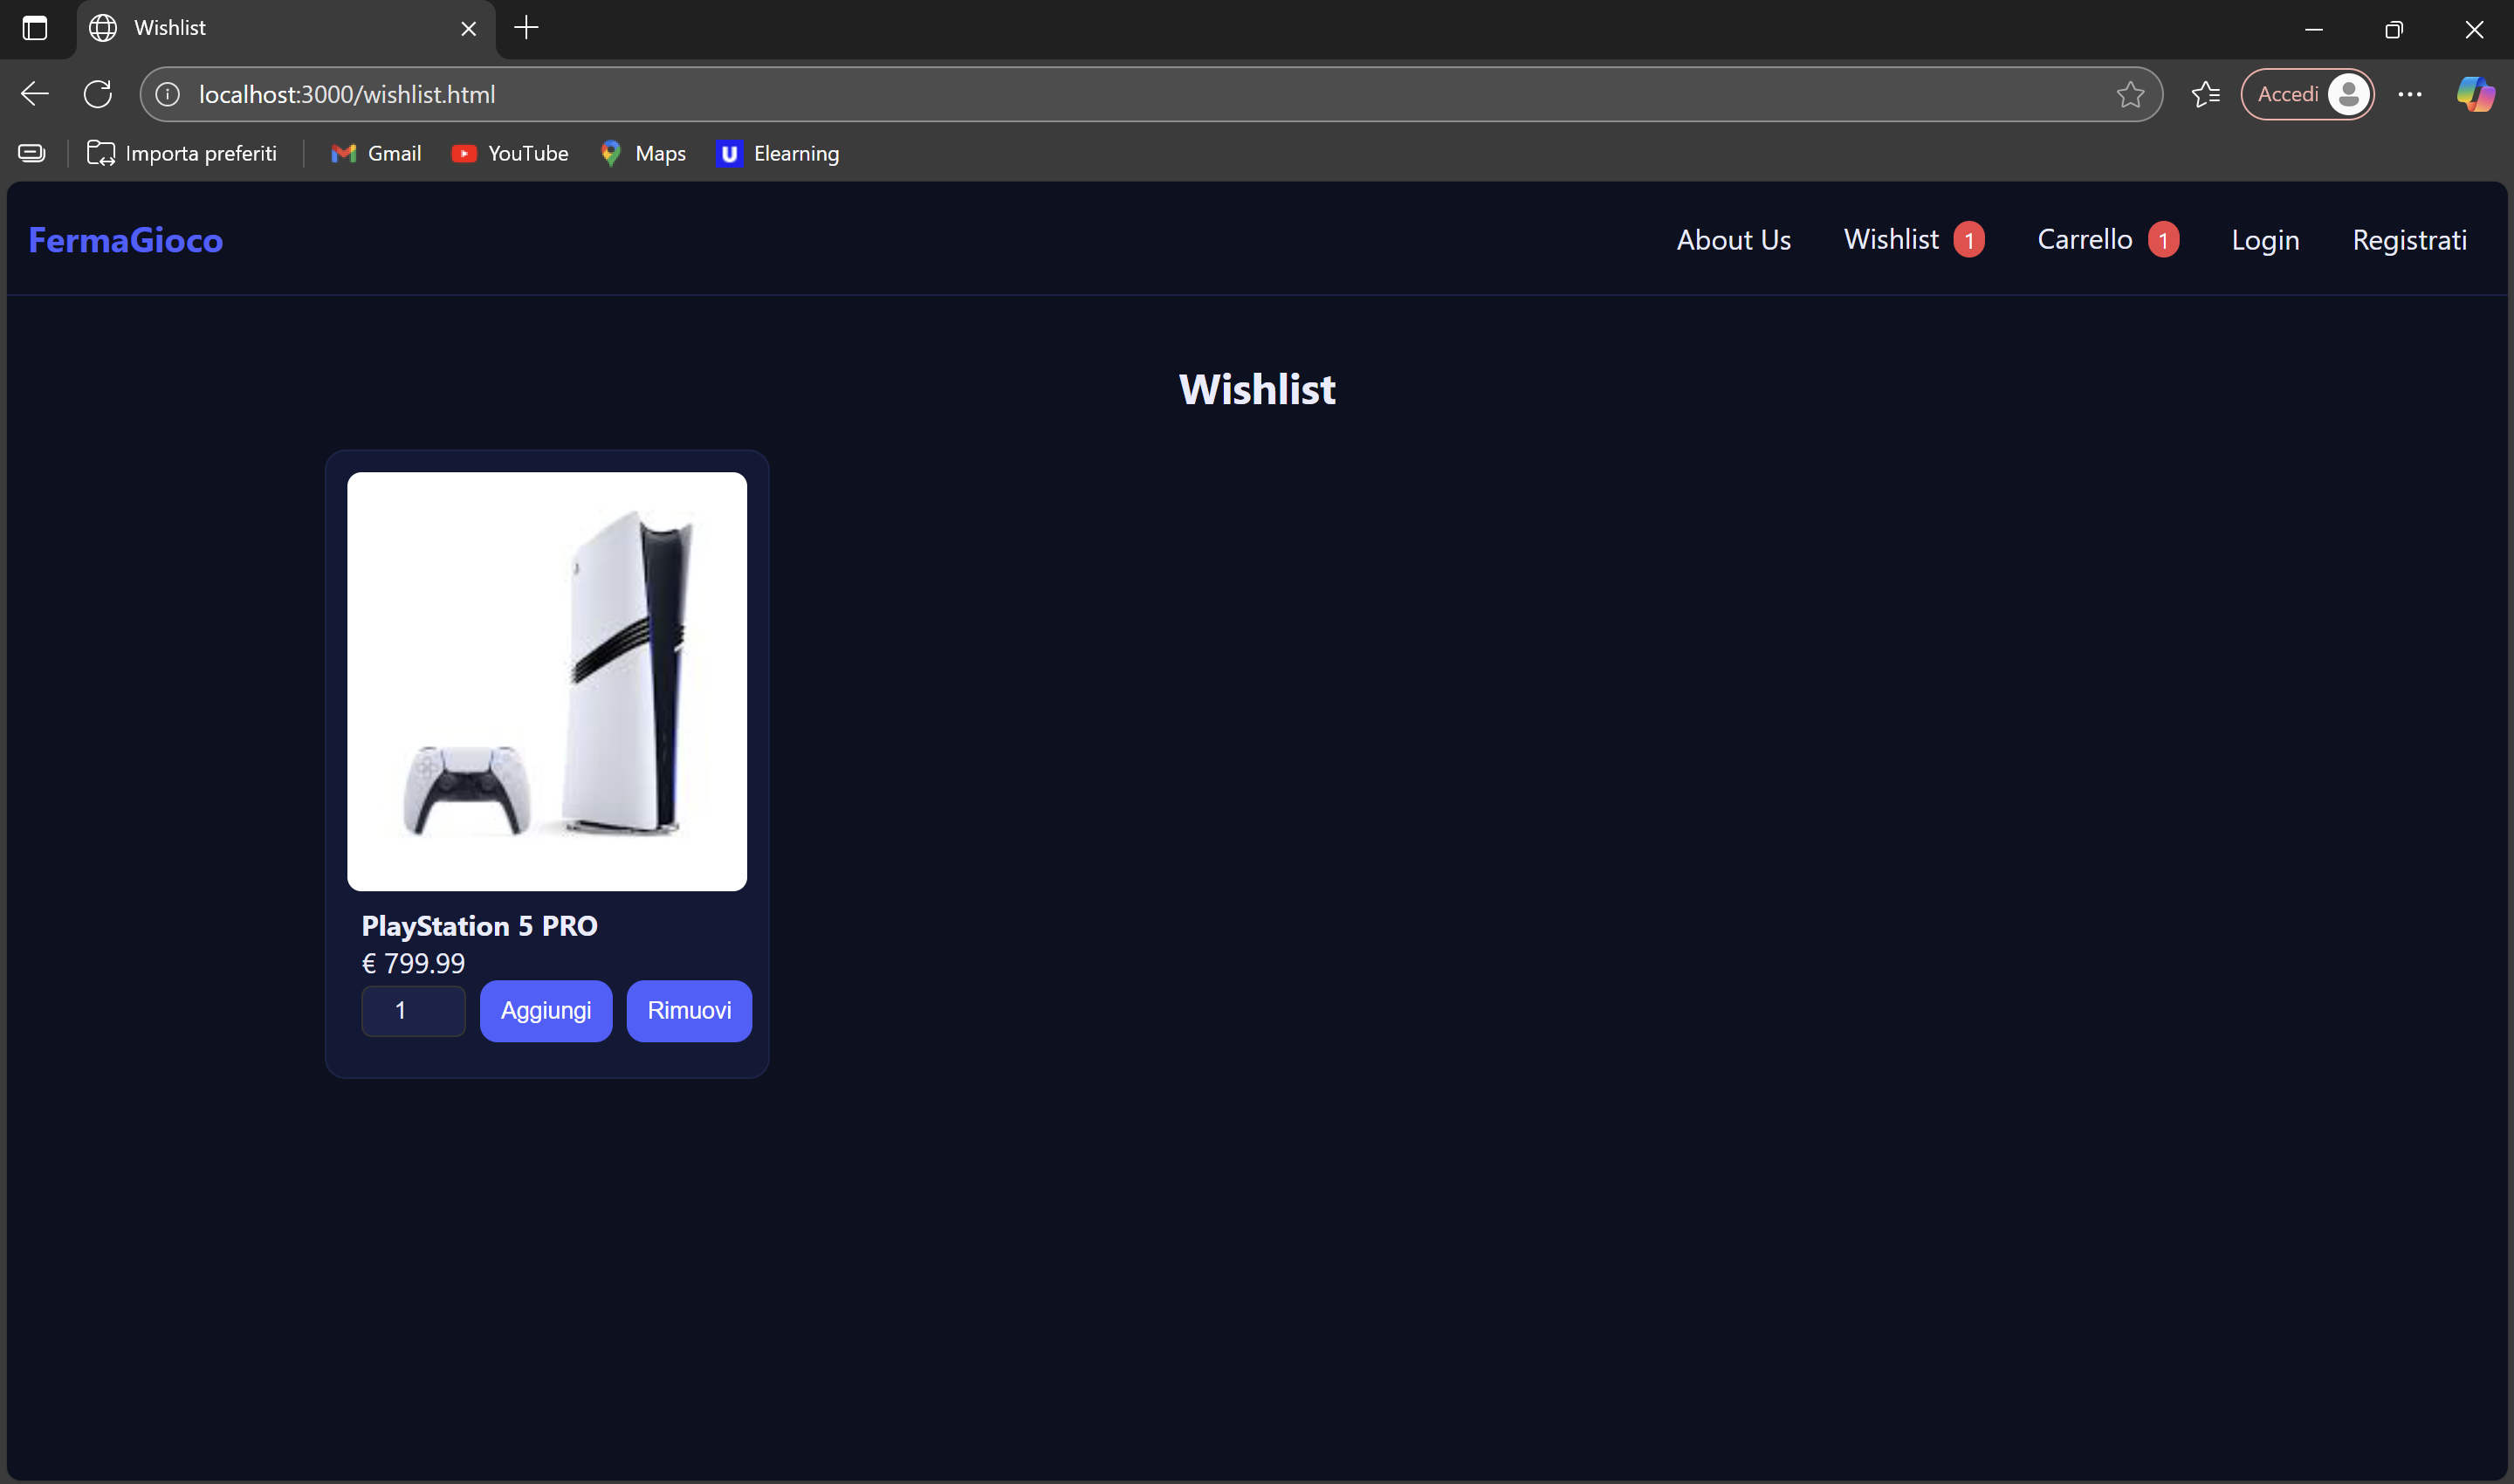 Wishlist
localhost:3000/wishlist.html
Accedi
Importa preferiti
Gmail
YouTube
Maps
U Elearning
FermaGioco
About Us
Wishlist 1
Carrello 1
Login
Registrati
Wishlist
PlayStation 5 PRO
€ 799.99
1
Aggiungi
Rimuovi